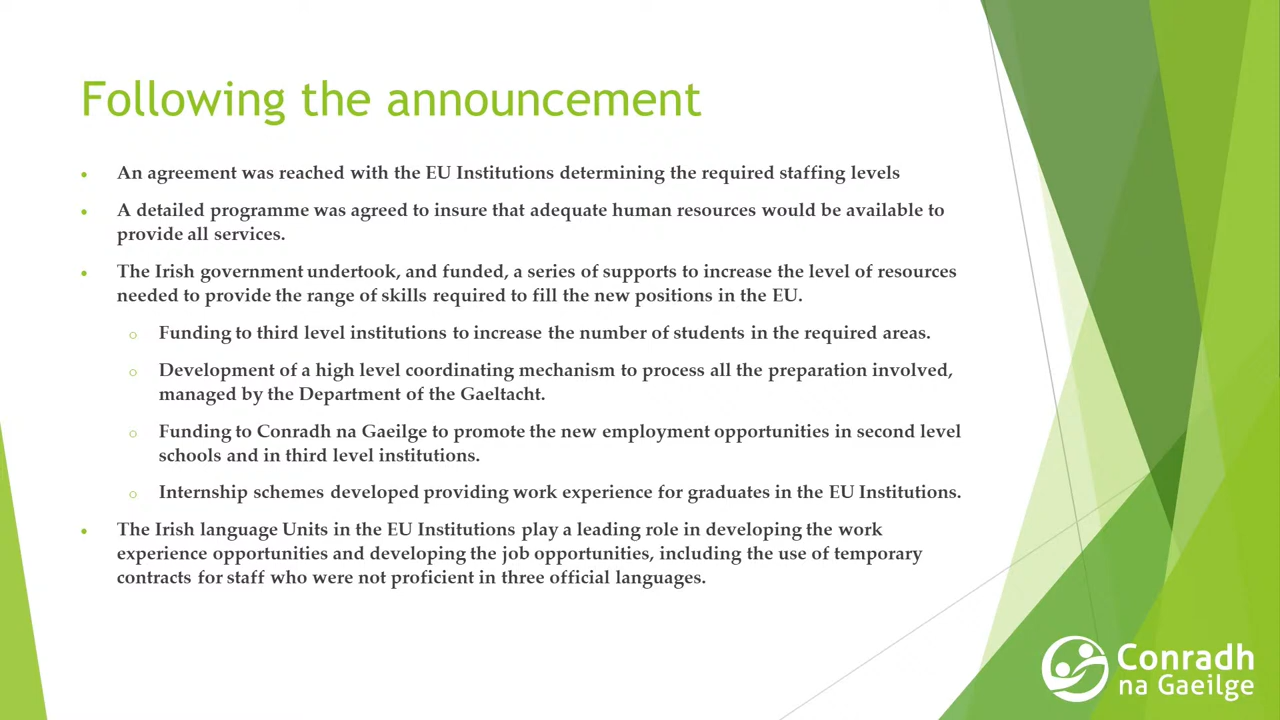 Following the announcement
• An agreement was reached with the EU Institutions determining the required staffing levels
• A detailed programme was agreed to insure that adequate human resources would be available to
provide all services.
• The Irish government undertook, and funded, a series of supports to increase the level of resources
needed to provide the range of skills required to fill the new positions in the EU.
○ Funding to third level institutions to increase the number of students in the required areas.
○ Development of a high level coordinating mechanism to process all the preparation involved,
managed by the Department of the Gaeltacht.
○ Funding to Conradh na Gaeilge to promote the new employment opportunities in second level
schools and in third level institutions.
○ Internship schemes developed providing work experience for graduates in the EU Institutions.
• The Irish language Units in the EU Institutions play a leading role in developing the work
experience opportunities and developing the job opportunities, including the use of temporary
contracts for staff who were not proficient in three official languages.
Conradh
na Gaeilge